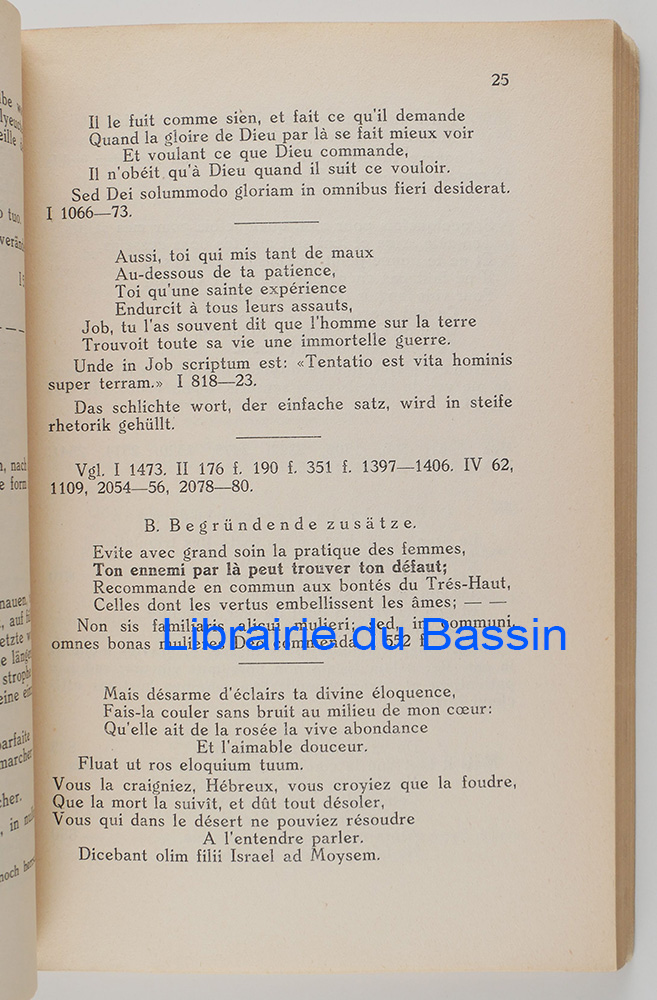 25
Il le fuit comme sien, et fait ce qu'il demande
Quand la gloire de Dieu par là se fait mieux voir
Et voulant ce que Dieu commande,
Il n'obéit qu'à Dieu quand il suit ce vouloir.
Sed Dei solummodo gloriam in omnibus fieri desiderat.
I 1066—73.
Aussi, toi qui mis tant de maux
Au-dessous de ta patience,
Toi qu'une sainte expérience
Endurcit à tous leurs assauts,
Job, tu l'as souvent dit que l'homme sur la terre
Trouvoit toute sa vie une immortelle guerre.
Unde in Job scriptum est: «Tentatio est vita hominis
super terram.» I 818—23.
Das schlichte wort, der einfache satz, wird in steife
rhetorik gehüllt.
Vgl. I 1473. II 176 f. 190 f. 351 f. 1397—1406. IV 62,
1109, 2054—56, 2078—80.
B. Begründende zusätze.
Evite avec grand soin la pratique des femmes,
Ton ennemi par là peut trouver ton défaut;
Recommande en commun aux bontés du Trés-Haut,
Celles dont les vertus embellissent les âmes; — —
Non sis familiaris alicui mulieri; sed, in communi,
omnes bonas mulieres Deo commenda. I 552 f.
Librairie du Bassin
Mais désarme d'éclairs ta divine éloquence,
Fais-la couler sans bruit au milieu de mon cœur:
Qu'elle ait de la rosée la vive abondance
Et l'aimable douceur.
Fluat ut ros eloquium tuum.
Vous la craigniez, Hébreux, vous croyiez que la foudre,
Que la mort la suivît, et dût tout désoler,
Vous qui dans le désert ne pouviez résoudre
A l'entendre parler.
Dicebant olim filii Israel ad Moysem.